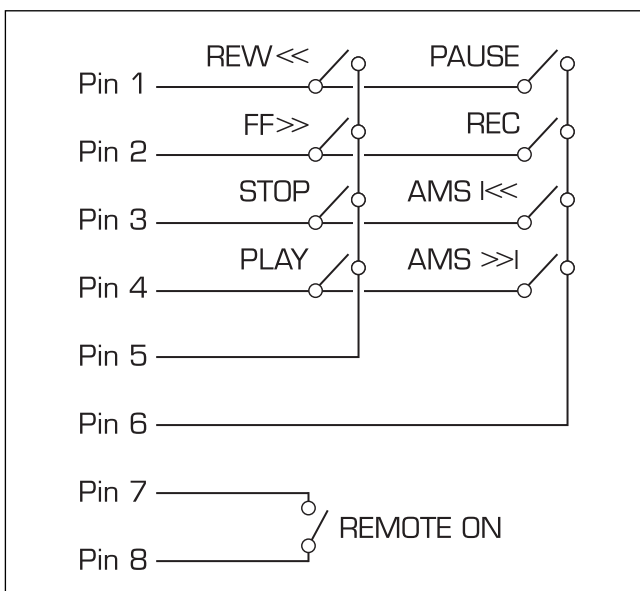 REW << PAUSE
Pin 1
FF>> REC
Pin 2
STOP AMS I<<
Pin 3
PLAY AMS >>I
Pin 4
Pin 5
Pin 6
Pin 7
REMOTE ON
Pin 8